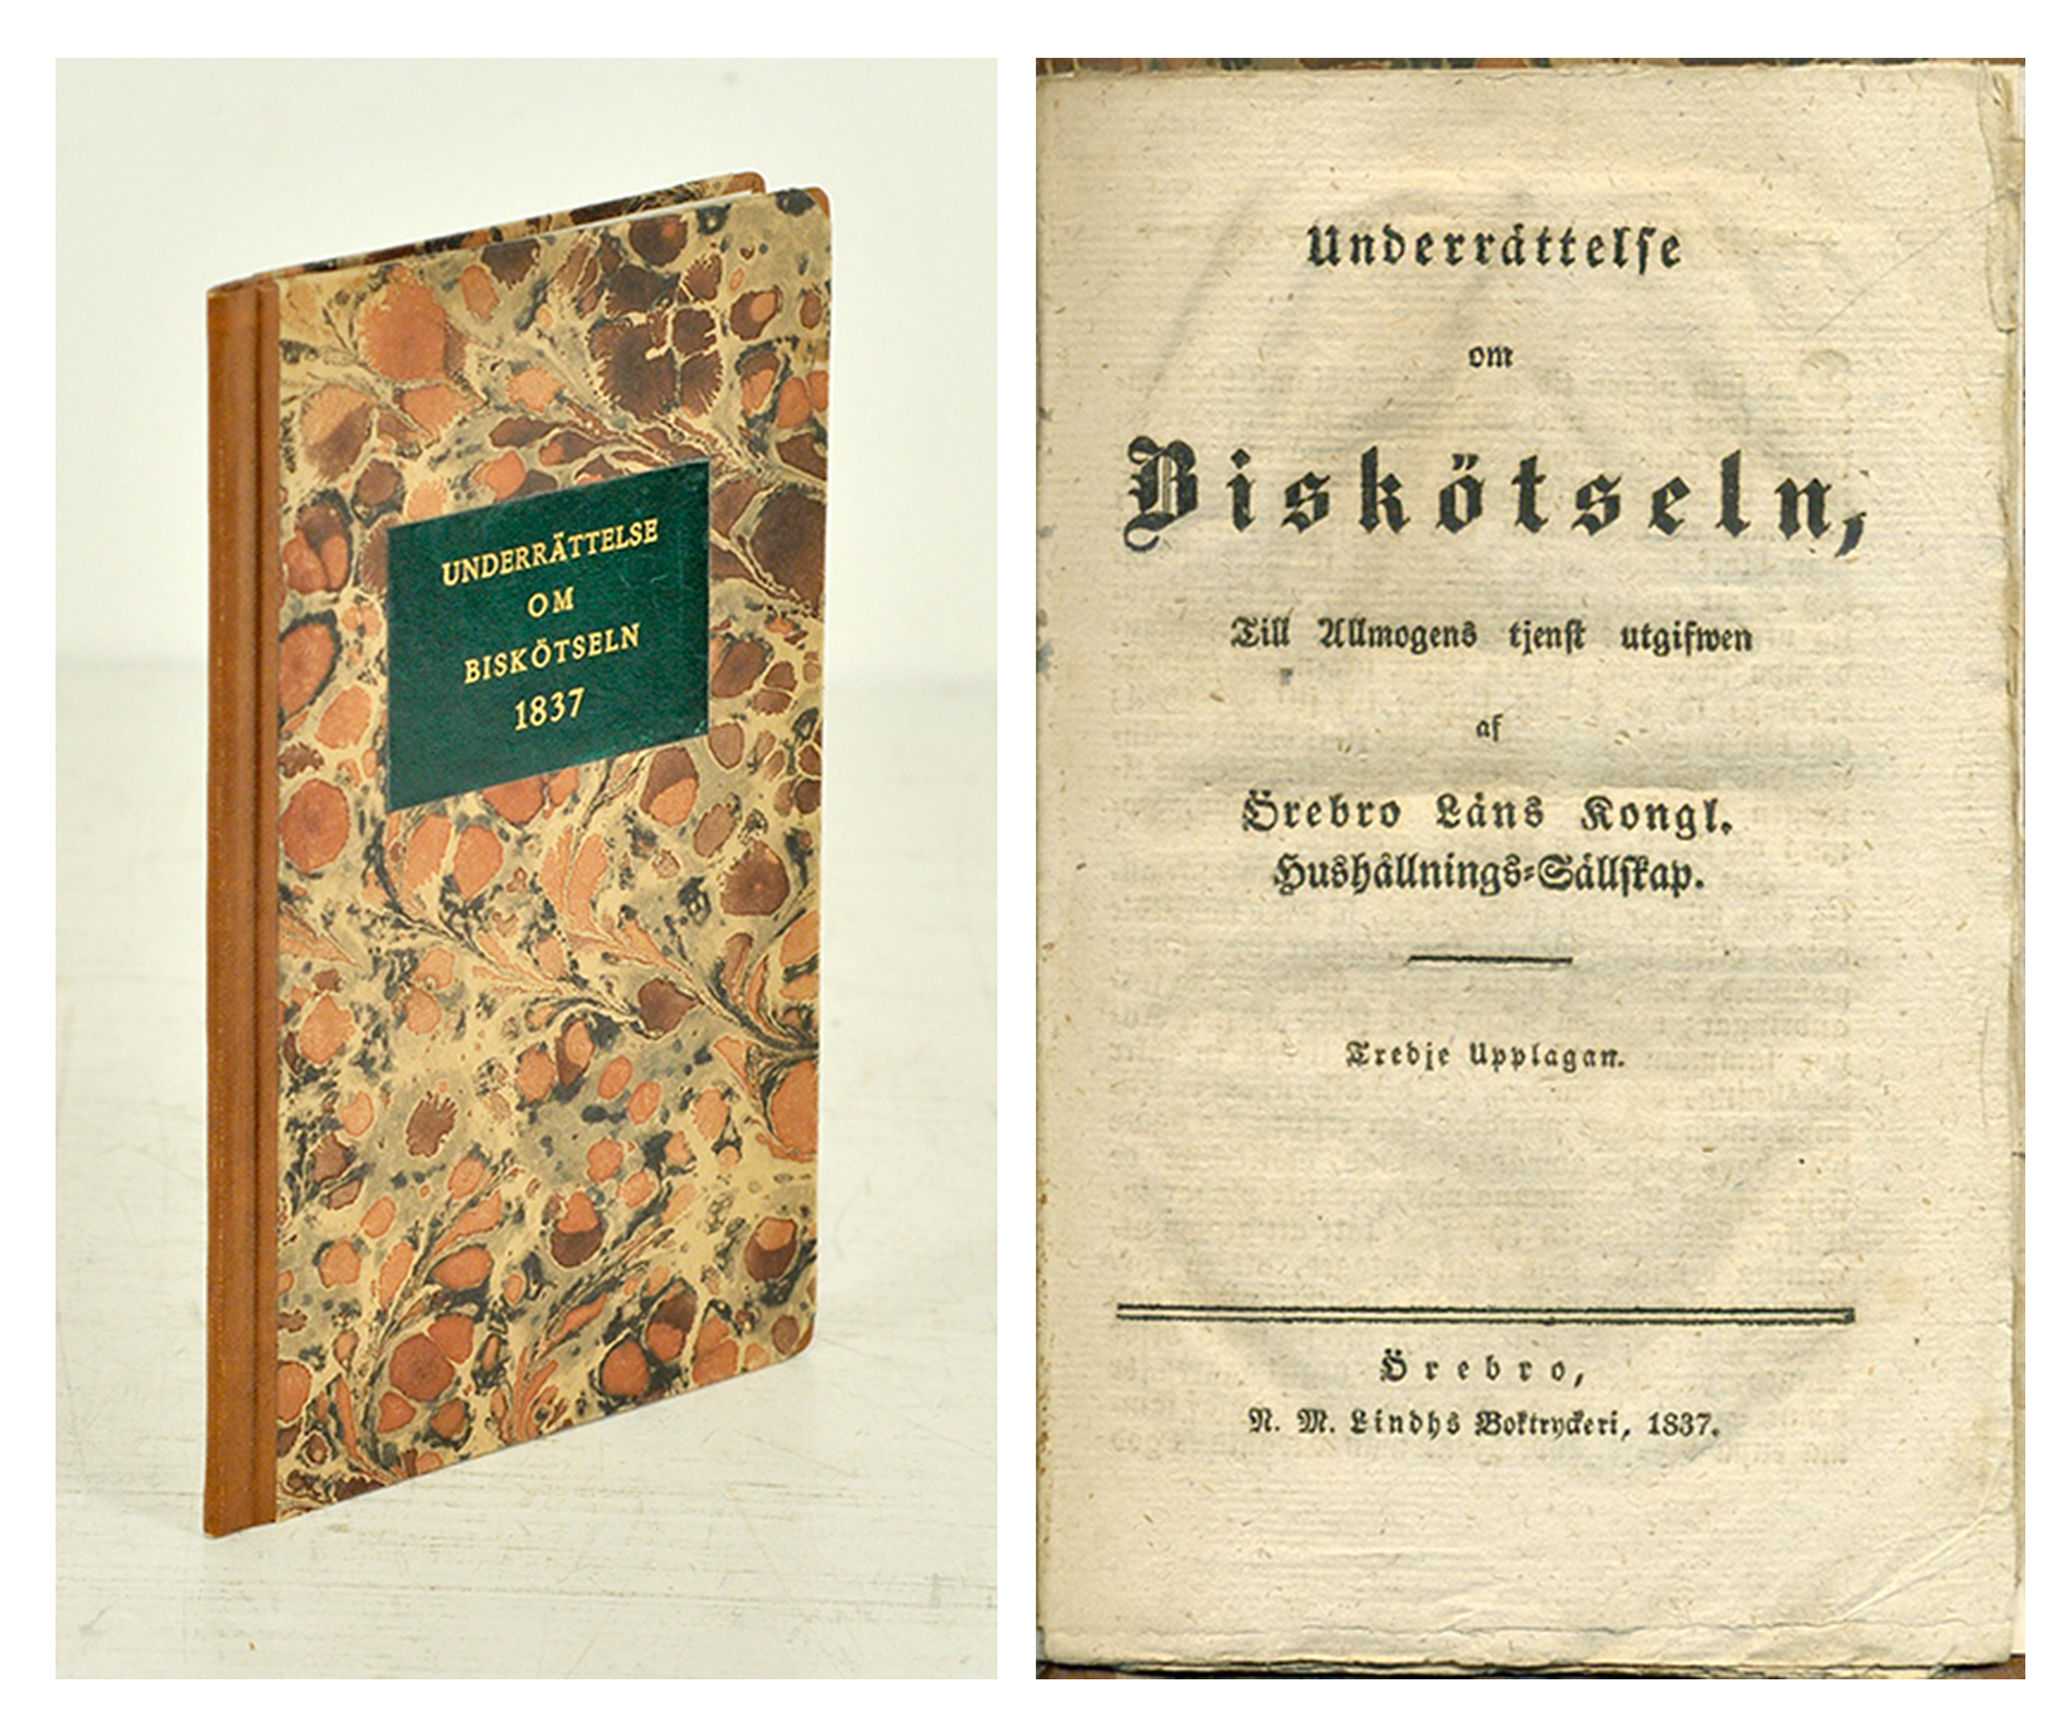 UNDERRÄTTELSE
OM
BISKÖTSELN
1837
Underrättelse
om
Biskötseln,
Till Allmogens tjenst utgifwen
af
Örebro Läns Kongl.
Hushållnings-Sällskap.
Tredje Upplagan.
Örebro,
N. M. Lindhs Boktryckeri, 1837.